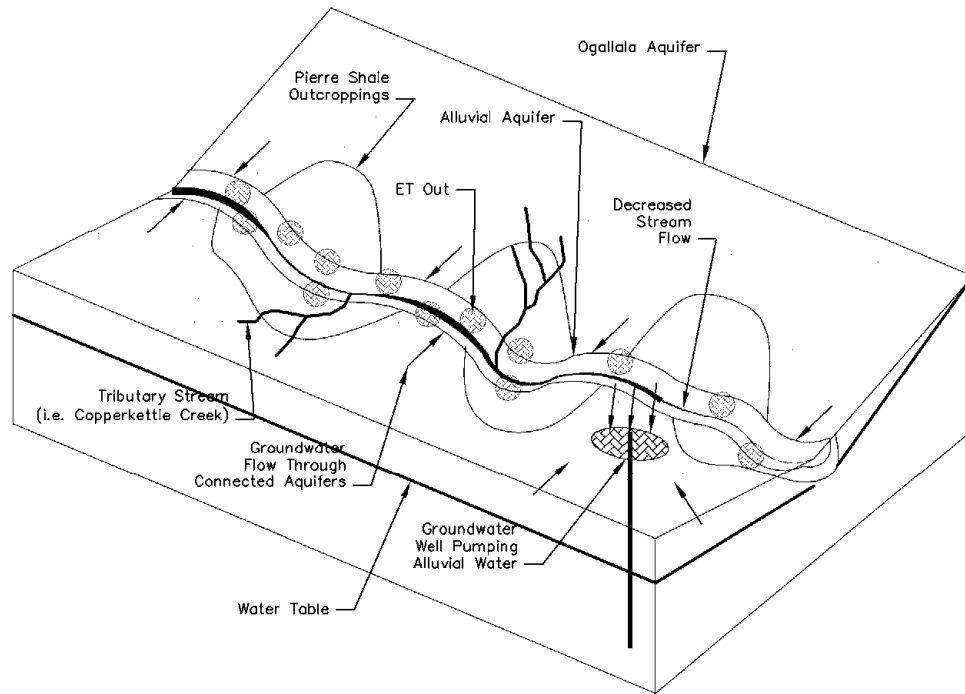 Ogallala Aquifer
Pierre Shale
Outcroppings
Alluvial Aquifer
ET Out
Decreased
Stream
Flow
Tributary Stream
(i.e. Copperkettle Creek)
Groundwater
Flow Through
Connected Aquifers
Groundwater
Well Pumping
Alluvial Water
Water Table